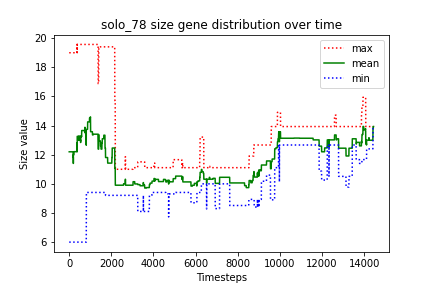 solo_78 size gene distribution over time
max
mean
min
Size value
20
18
16
14
12
10
8
6
0 2000 4000 6000 8000 10000 12000 14000
Timesteps